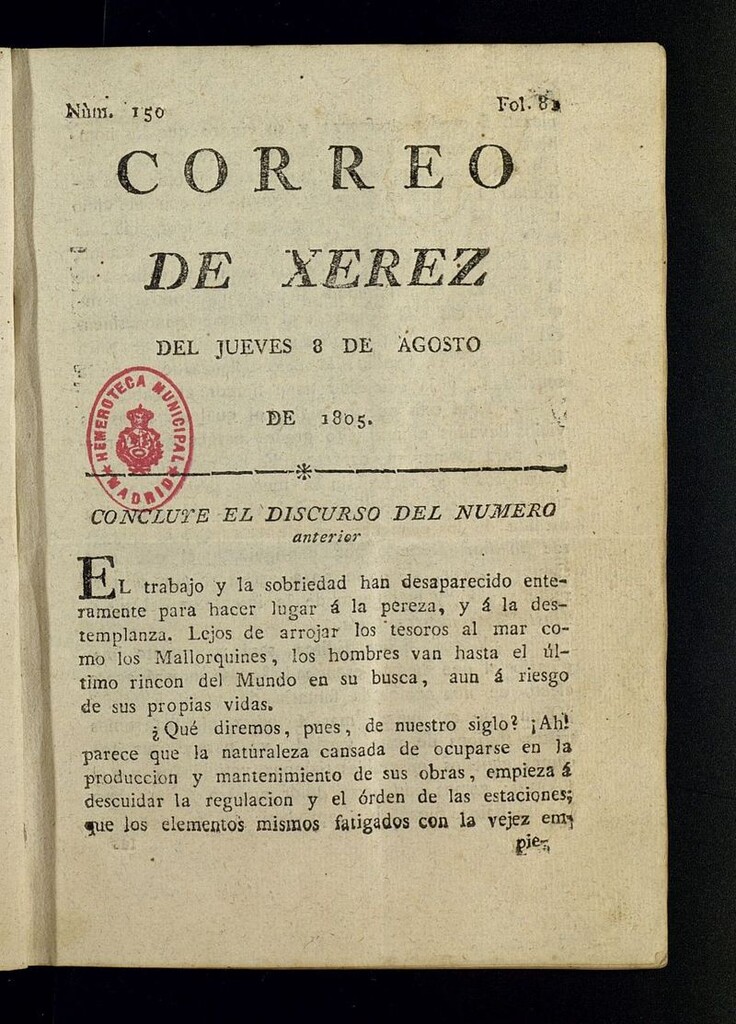 Nùm. 150
Fol. 81
CORREO
DE XEREZ
DEL JUEVES 8 DE AGOSTO
DE 1805.
HEMEROTECA MUNICIPAL
MADRID
CONCLUYE EL DISCURSO DEL NUMERO
anterior
EL trabajo y la sobriedad han desaparecido ente-
ramente para hacer lugar á la pereza, y á la des-
templanza. Lejos de arrojar los tesoros al mar co-
mo los Mallorquines, los hombres van hasta el úl-
timo rincon del Mundo en su busca, aun á riesgo
de sus propias vidas.
¿Qué diremos, pues, de nuestro siglo? ¡Ah!
parece que la naturaleza cansada de ocuparse en la
produccion y mantenimiento de sus obras, empieza á
descuidar la regulacion y el órden de las estaciones;
que los elementos mismos fatigados con la vejez em-
pie-